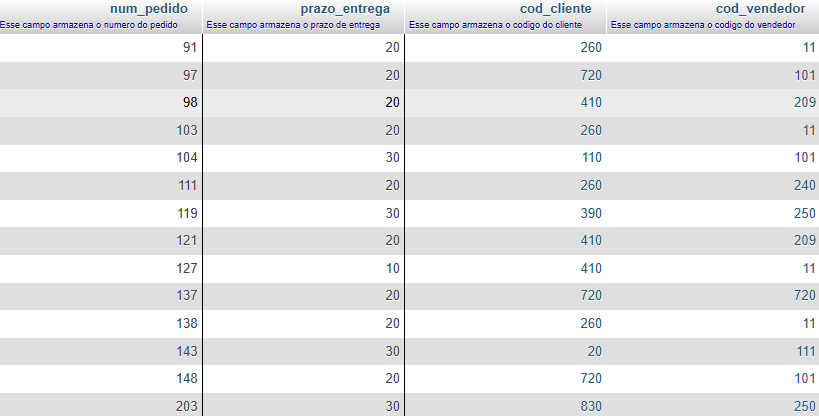 num_pedido prazo_entrega cod_cliente cod_vendedor
Esse campo armazena o numero do pedido Esse campo armazena o prazo de entrega Esse campo armazena o codigo do cliente Esse campo armazena o codigo do vendedor
91 20 260 11
97 20 720 101
98 20 410 209
103 20 260 11
104 30 110 101
111 20 260 240
119 30 390 250
121 20 410 209
127 10 410 11
137 20 720 720
138 20 260 11
143 30 20 111
148 20 720 101
203 30 830 250